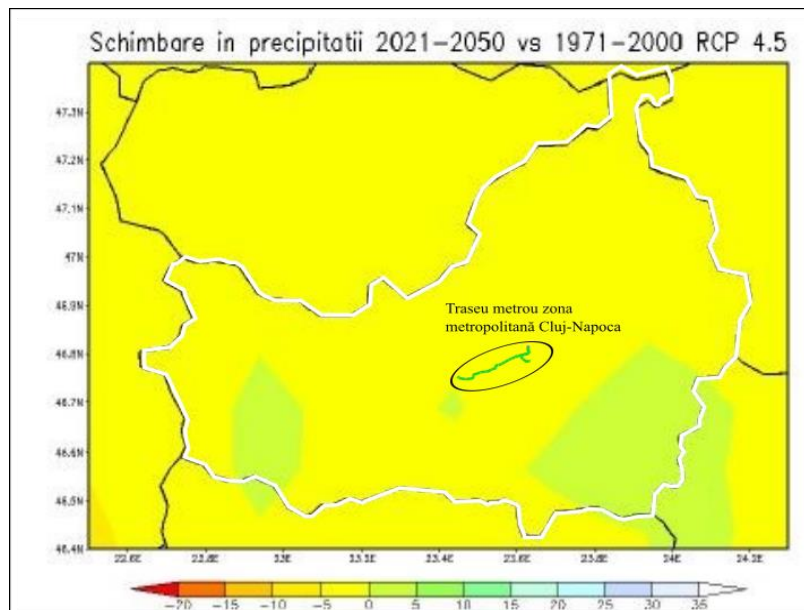 Schimbare in precipitatii 2021-2050 vs 1971-2000 RCP 4.5
47.3N
47.2N
47.1N
47N
46.9N
46.8N
46.7N
46.6N
46.5N
46.4N
Traseu metrou zona
metropolitană Cluj-Napoca
22.6E 22.8E 23E 23.2E 23.4E 23.6E 23.8E 24E 24.2E
-20 -15 -10 -5 0 5 10 15 20 25 30 35